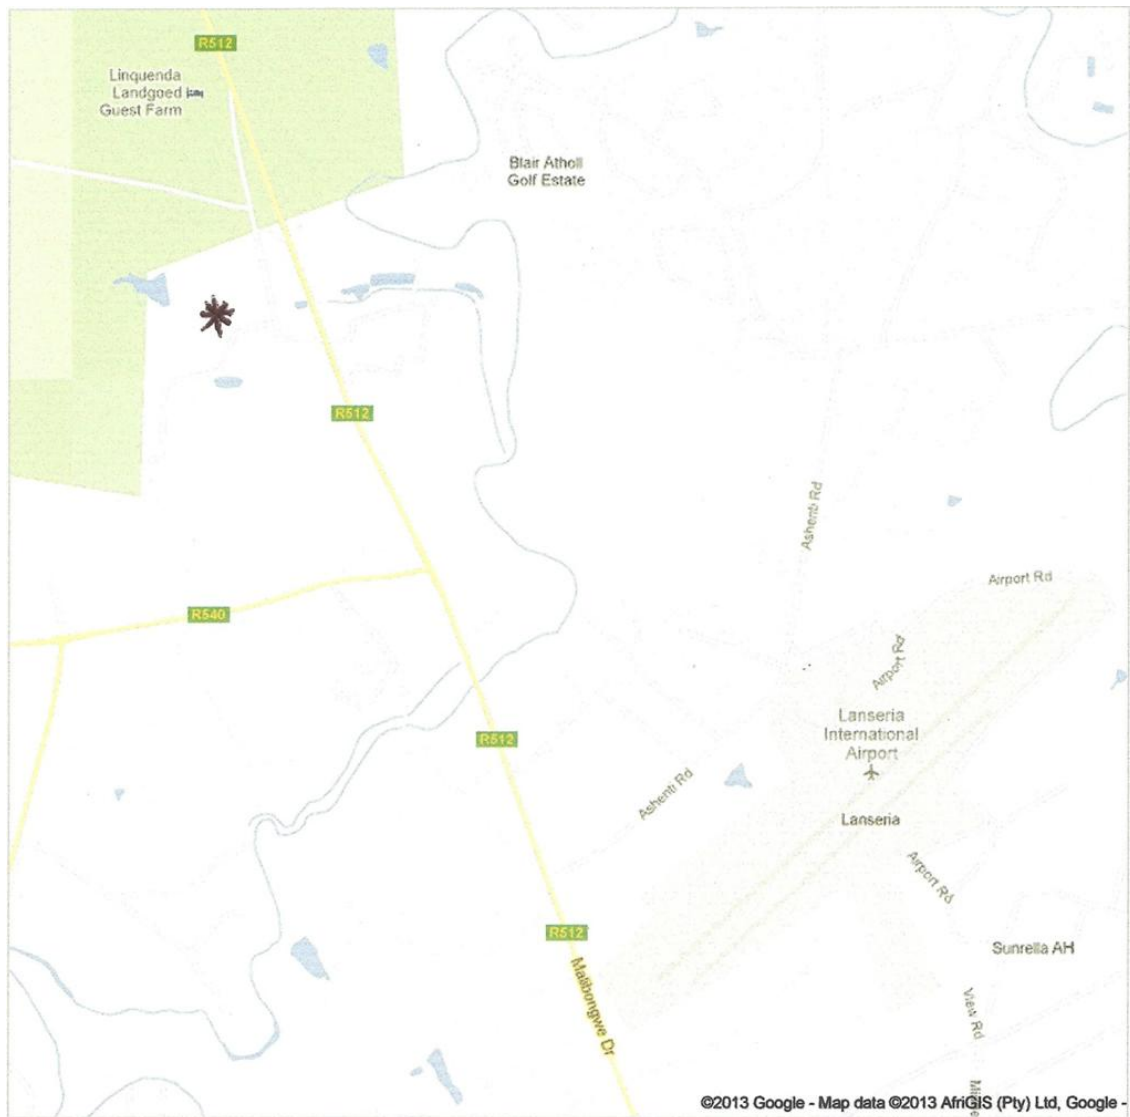 R512
Linquenda
Landgoed
Guest Farm
Blair Atholl
Golf Estate
R512
Ashenti Rd
Airport Rd
R540
Airport Rd
Lanseria
International
Airport
R512
Ashenti Rd
Lanseria
Airport Rd
R512
Sunrella AH
Malibongwe Dr
View Rd
©2013 Google - Map data ©2013 AfriGIS (Pty) Ltd, Google -